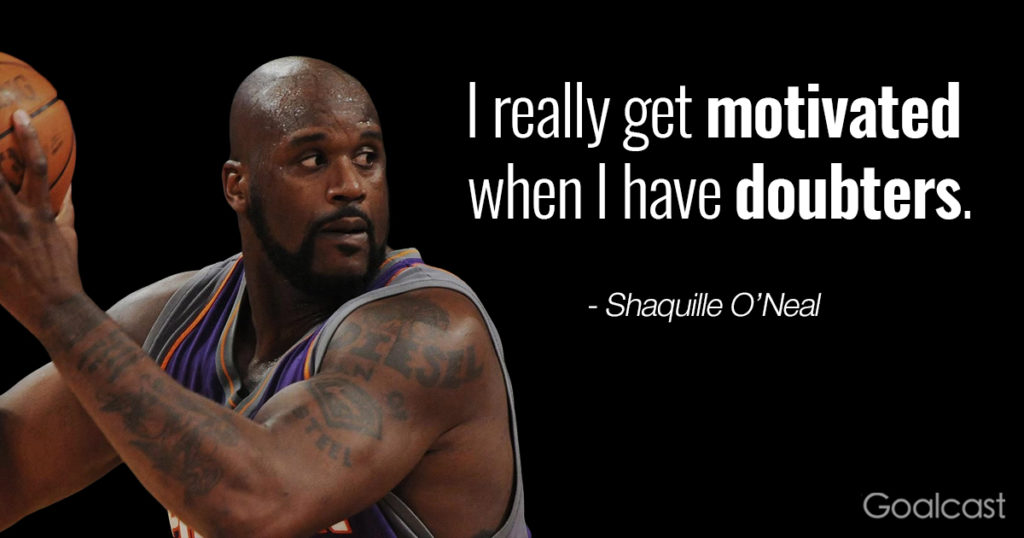 I really get motivated
when I have doubters.
- Shaquille O’Neal
Goalcast